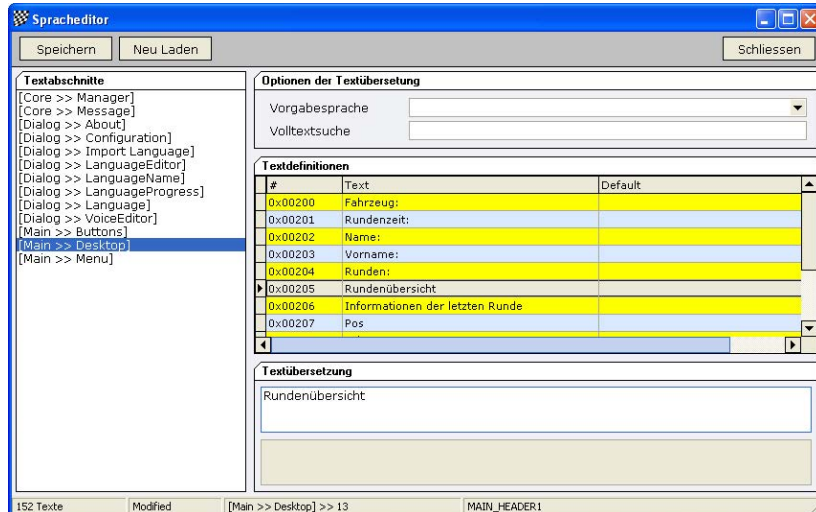 Spracheditor
Speichern Neu Laden Schliessen
Textabschnitte
[Core >> Manager]
[Core >> Message]
[Dialog >> About]
[Dialog >> Configuration]
[Dialog >> Import Language]
[Dialog >> LanguageEditor]
[Dialog >> LanguageName]
[Dialog >> LanguageProgress]
[Dialog >> Language]
[Dialog >> VoiceEditor]
[Main >> Buttons]
[Main >> Desktop]
[Main >> Menu]
Optionen der Textübersetung
Vorgabesprache
Volltextsuche
Textdefinitionen
# Text Default
0x00200 Fahrzeug:
0x00201 Rundenzeit:
0x00202 Name:
0x00203 Vorname:
0x00204 Runden:
0x00205 Rundenübersicht
0x00206 Informationen der letzten Runde
0x00207 Pos
Textübersetzung
Rundenübersicht
152 Texte Modified [Main >> Desktop] >> 13 MAIN_HEADER1